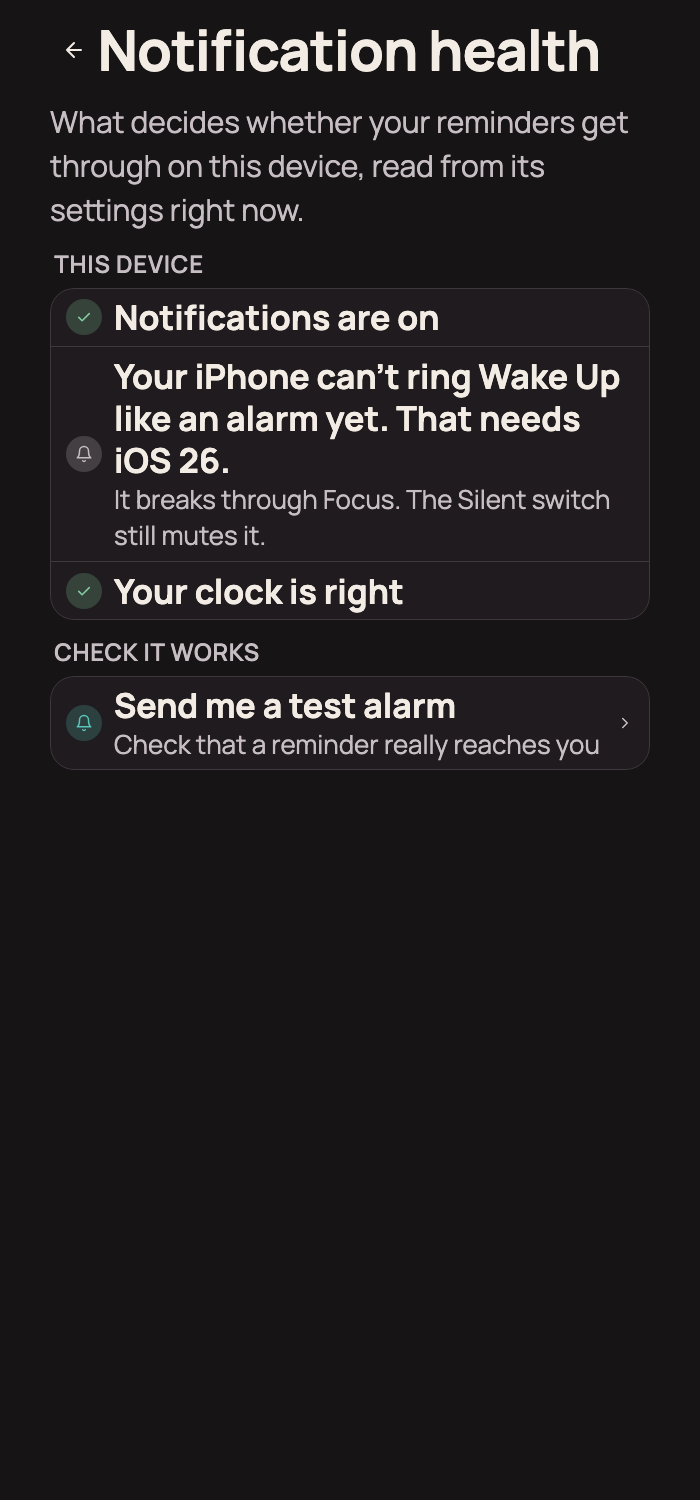 Notification health
What decides whether your reminders get
through on this device, read from its
settings right now.
THIS DEVICE
Notifications are on
Your iPhone can’t ring Wake Up
like an alarm yet. That needs
iOS 26.
It breaks through Focus. The Silent switch
still mutes it.
Your clock is right
CHECK IT WORKS
Send me a test alarm
Check that a reminder really reaches you